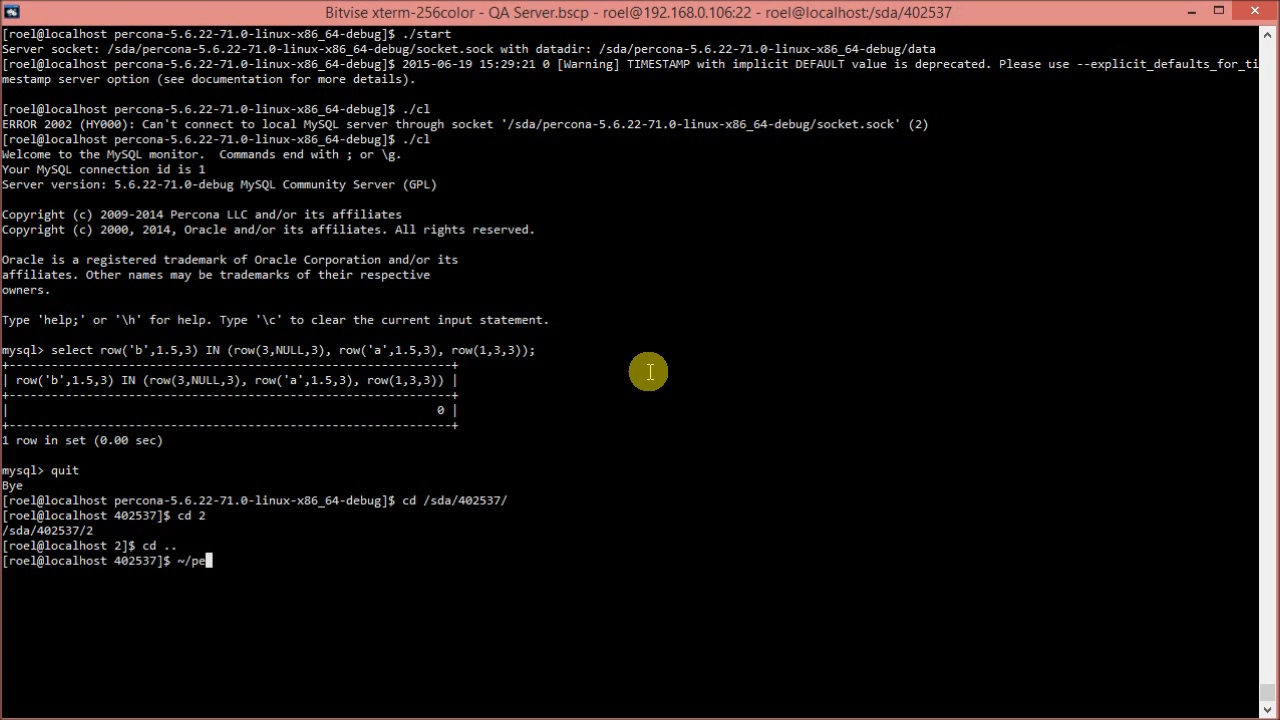 Bitvise xterm-256color - QA Server.bscp - roel@192.168.0.106:22 - roel@localhost:/sda/402537
[roel@localhost percona-5.6.22-71.0-linux-x86_64-debug]$ ./start
Server socket: /sda/percona-5.6.22-71.0-linux-x86_64-debug/socket.sock with datadir: /sda/percona-5.6.22-71.0-linux-x86_64-debug/data
[roel@localhost percona-5.6.22-71.0-linux-x86_64-debug]$ 2015-06-19 15:29:21 0 [Warning] TIMESTAMP with implicit DEFAULT value is deprecated. Please use --explicit_defaults_for_ti
mestamp server option (see documentation for more details).
[roel@localhost percona-5.6.22-71.0-linux-x86_64-debug]$ ./cl
ERROR 2002 (HY000): Can't connect to local MySQL server through socket '/sda/percona-5.6.22-71.0-linux-x86_64-debug/socket.sock' (2)
[roel@localhost percona-5.6.22-71.0-linux-x86_64-debug]$ ./cl
Welcome to the MySQL monitor.  Commands end with ; or \g.
Your MySQL connection id is 1
Server version: 5.6.22-71.0-debug MySQL Community Server (GPL)
Copyright (c) 2009-2014 Percona LLC and/or its affiliates
Copyright (c) 2000, 2014, Oracle and/or its affiliates. All rights reserved.
Oracle is a registered trademark of Oracle Corporation and/or its
affiliates. Other names may be trademarks of their respective
owners.
Type 'help;' or '\h' for help. Type '\c' to clear the current input statement.
mysql> select row('b',1.5,3) IN (row(3,NULL,3), row('a',1.5,3), row(1,3,3));
+---------------------------------------------------------------+
| row('b',1.5,3) IN (row(3,NULL,3), row('a',1.5,3), row(1,3,3)) |
+---------------------------------------------------------------+
|                                                             0 |
+---------------------------------------------------------------+
1 row in set (0.00 sec)
mysql> quit
Bye
[roel@localhost percona-5.6.22-71.0-linux-x86_64-debug]$ cd /sda/402537/
[roel@localhost 402537]$ cd 2
/sda/402537/2
[roel@localhost 2]$ cd ..
[roel@localhost 402537]$ ~/pe